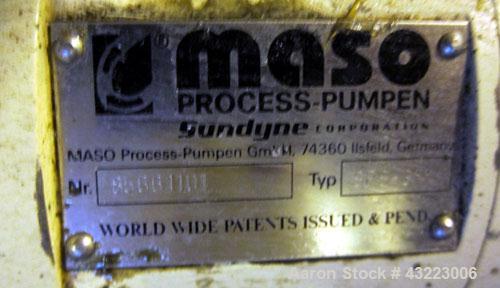 ® maso
PROCESS-PUMPEN
Sundyne CORPORATION
MASO Process-Pumpen GmbH, 74360 Ilsfeld, Germany
Nr. Typ
WORLD WIDE PATENTS ISSUED & PEND.
Aaron Stock # 43223006